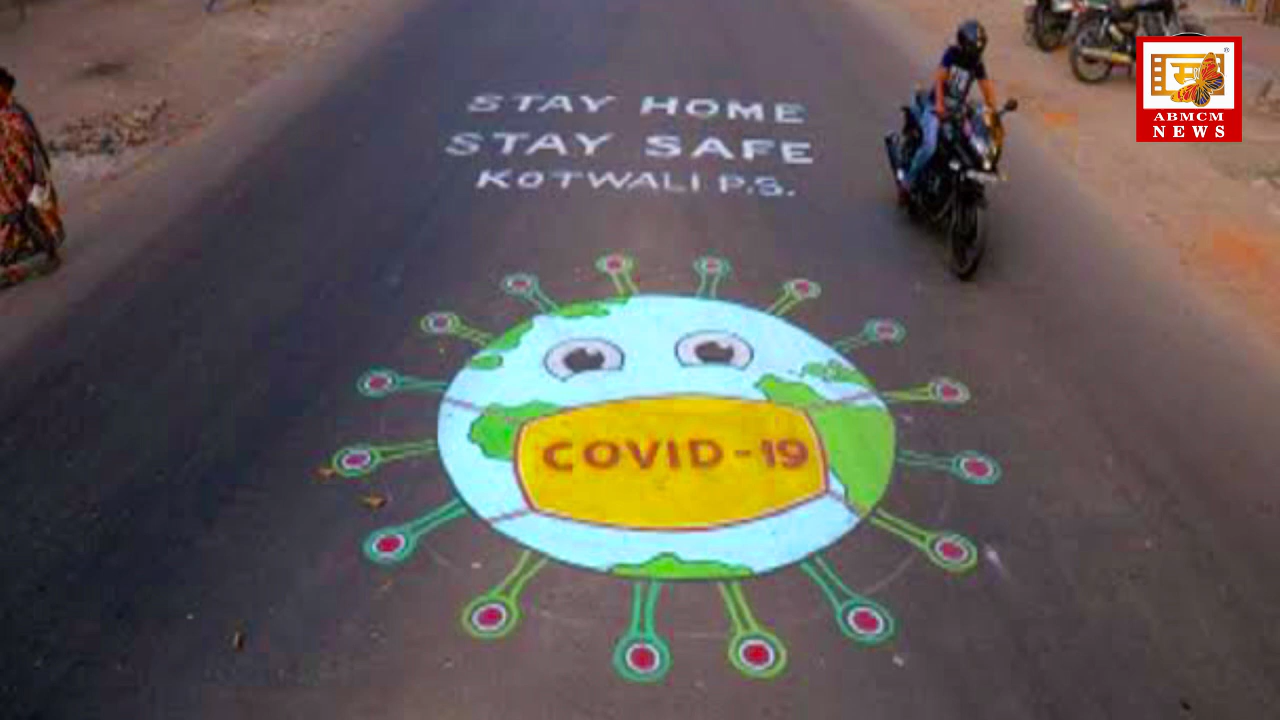 STAY HOME
STAY SAFE
KOTWALI P.S.
COVID-19
स
ABMCM
NEWS